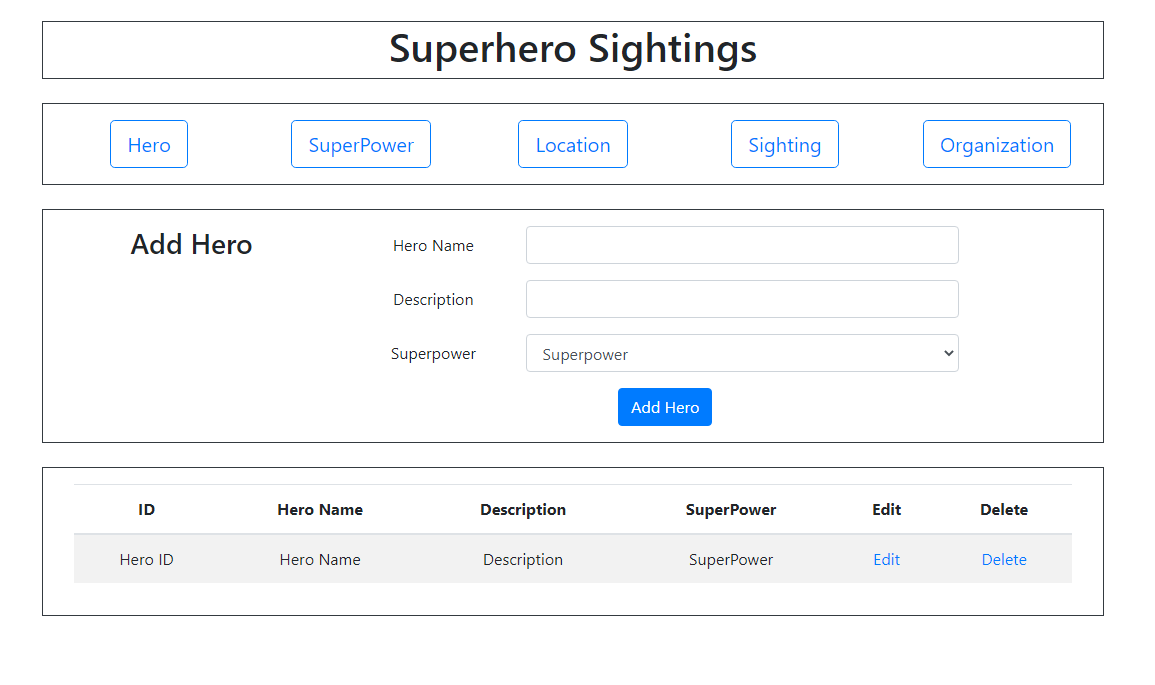 Superhero Sightings
Hero SuperPower Location Sighting Organization
Add Hero
Hero Name
Description
Superpower Superpower
Add Hero
ID Hero Name Description SuperPower Edit Delete
Hero ID Hero Name Description SuperPower Edit Delete